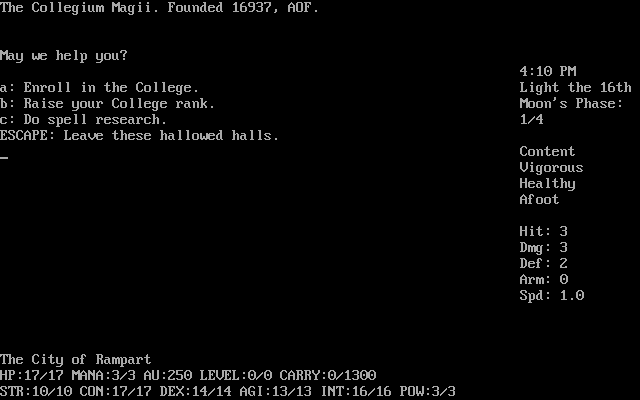 The Collegium Magii. Founded 16937, AOF.
May we help you?
a: Enroll in the College.
b: Raise your College rank.
c: Do spell research.
ESCAPE: Leave these hallowed halls.
4:10 PM
Light the 16th
Moon's Phase:
1/4
Content
Vigorous
Healthy
Afoot
Hit: 3
Dmg: 3
Def: 2
Arm: 0
Spd: 1.0
The City of Rampart
HP:17/17 MANA:3/3 AU:250 LEVEL:0/0 CARRY:0/1300
STR:10/10 CON:17/17 DEX:14/14 AGI:13/13 INT:16/16 POW:3/3